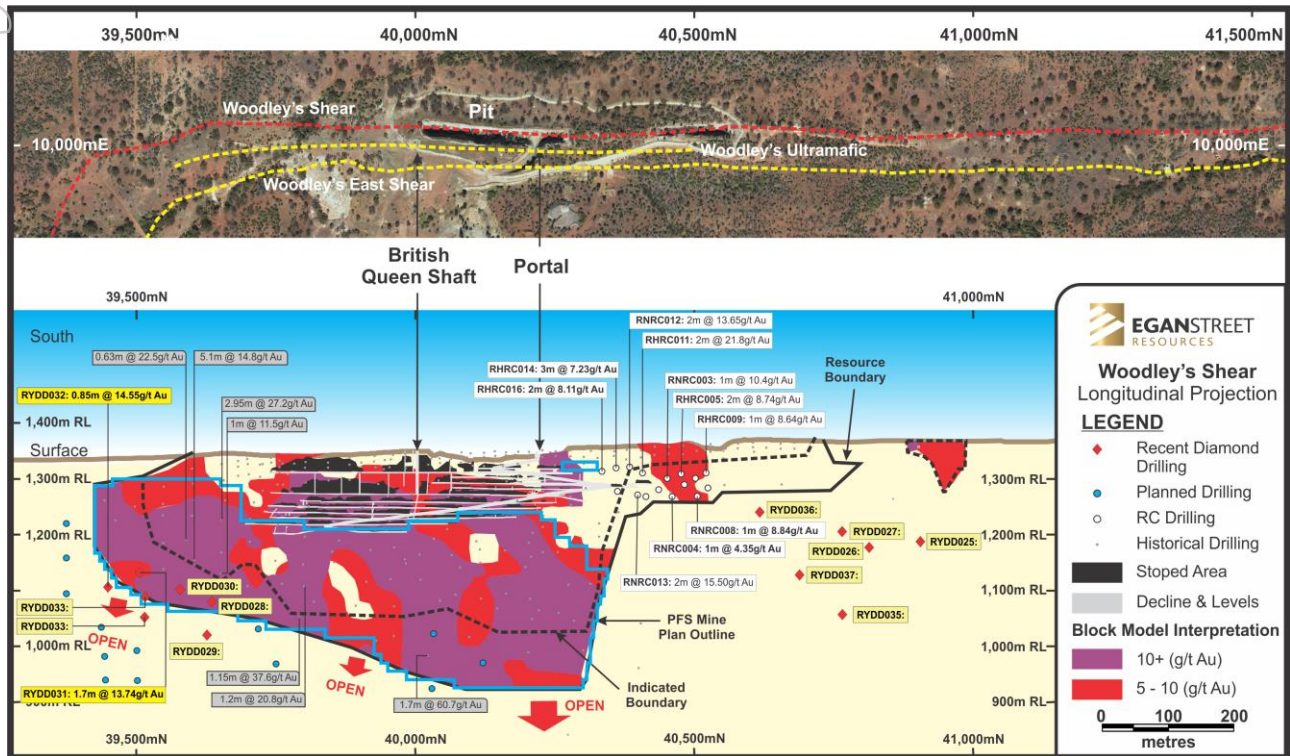 39,500mN
40,000mN
40,500mN
41,000mN
41,500mN
Woodley's Shear
Pit
10,000mE
Woodley's Ultramafic
10,000mE
Woodley's East Shear
British
Queen Shaft
Portal
39,500mN
41,000mN
South
RNRC012: 2m @ 13.65g/t Au
RHRC011: 2m @ 21.8g/t Au
0.63m @ 22.5g/t Au
5.1m @ 14.8g/t Au
RHRC014: 3m @ 7.23g/t Au
RHRC016: 2m @ 8.11g/t Au
RNRC003: 1m @ 10.4g/t Au
RHRC005: 2m @ 8.74g/t Au
RHRC009: 1m @ 8.64g/t Au
Resource
Boundary
RYDD032: 0.85m @ 14.55g/t Au
2.95m @ 27.2g/t Au
1m @ 11.5g/t Au
1,400m RL
Surface
1,300m RL
1,300m RL
1,200m RL
1,200m RL
RYDD036:
RYDD027:
RYDD025:
RNRC008: 1m @ 8.84g/t Au
RYDD026:
RNRC004: 1m @ 4.35g/t Au
RNRC013: 2m @ 15.50g/t Au
RYDD037:
1,100m RL
1,100m RL
RYDD030:
RYDD028:
RYDD033:
RYDD033:
RYDD035:
OPEN
PFS Mine
Plan Outline
1,000m RL
1,000m RL
RYDD029:
1.15m @ 37.6g/t Au
1.2m @ 20.8g/t Au
OPEN
Indicated
Boundary
RYDD031: 1.7m @ 13.74g/t Au
1.7m @ 60.7g/t Au
OPEN
900m RL
39,500mN
40,000mN
40,500mN
41,000mN
EGANSTREET
RESOURCES
Woodley's Shear
Longitudinal Projection
LEGEND
Recent Diamond
Drilling
Planned Drilling
RC Drilling
Historical Drilling
Stoped Area
Decline & Levels
Block Model Interpretation
10+ (g/t Au)
5 - 10 (g/t Au)
0 100 200
metres